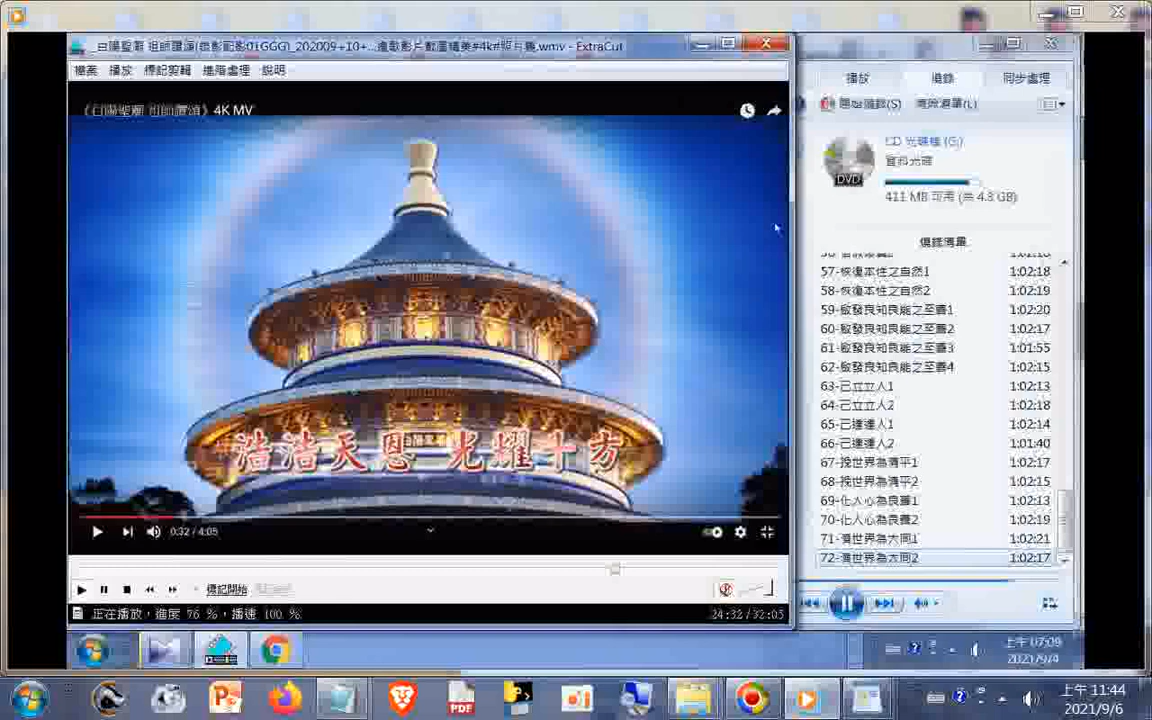 4K MV
浩浩天恩 光耀十方
0:32 / 4:05
檔案 播放 標記剪輯 進階處理 說明
標記開始
正在播放，進度 76 %，播速 100 %
24:32/32:05
播放 燒錄 同步處理
CD 光碟機 (G:)
資料光碟
DVD
411 MB 可用 (共 4.3 GB)
燒錄清單
57-恢復本性之自然1 1:02:18
58-恢復本性之自然2 1:02:19
59-啟發良知良能之至善1 1:02:20
60-啟發良知良能之至善2 1:02:17
61-啟發良知良能之至善3 1:01:55
62-啟發良知良能之至善4 1:02:15
63-己立立人1 1:02:13
64-己立立人2 1:02:18
65-己達達人1 1:02:14
66-己達達人2 1:01:40
67-挽世界為清平1 1:02:17
68-挽世界為清平2 1:02:15
69-化人心為良善1 1:02:13
70-化人心為良善2 1:02:19
71-冀世界為大同1 1:02:21
72-冀世界為大同2 1:02:17
上午 07:09
2021/9/4
PDF
上午 11:44
2021/9/6